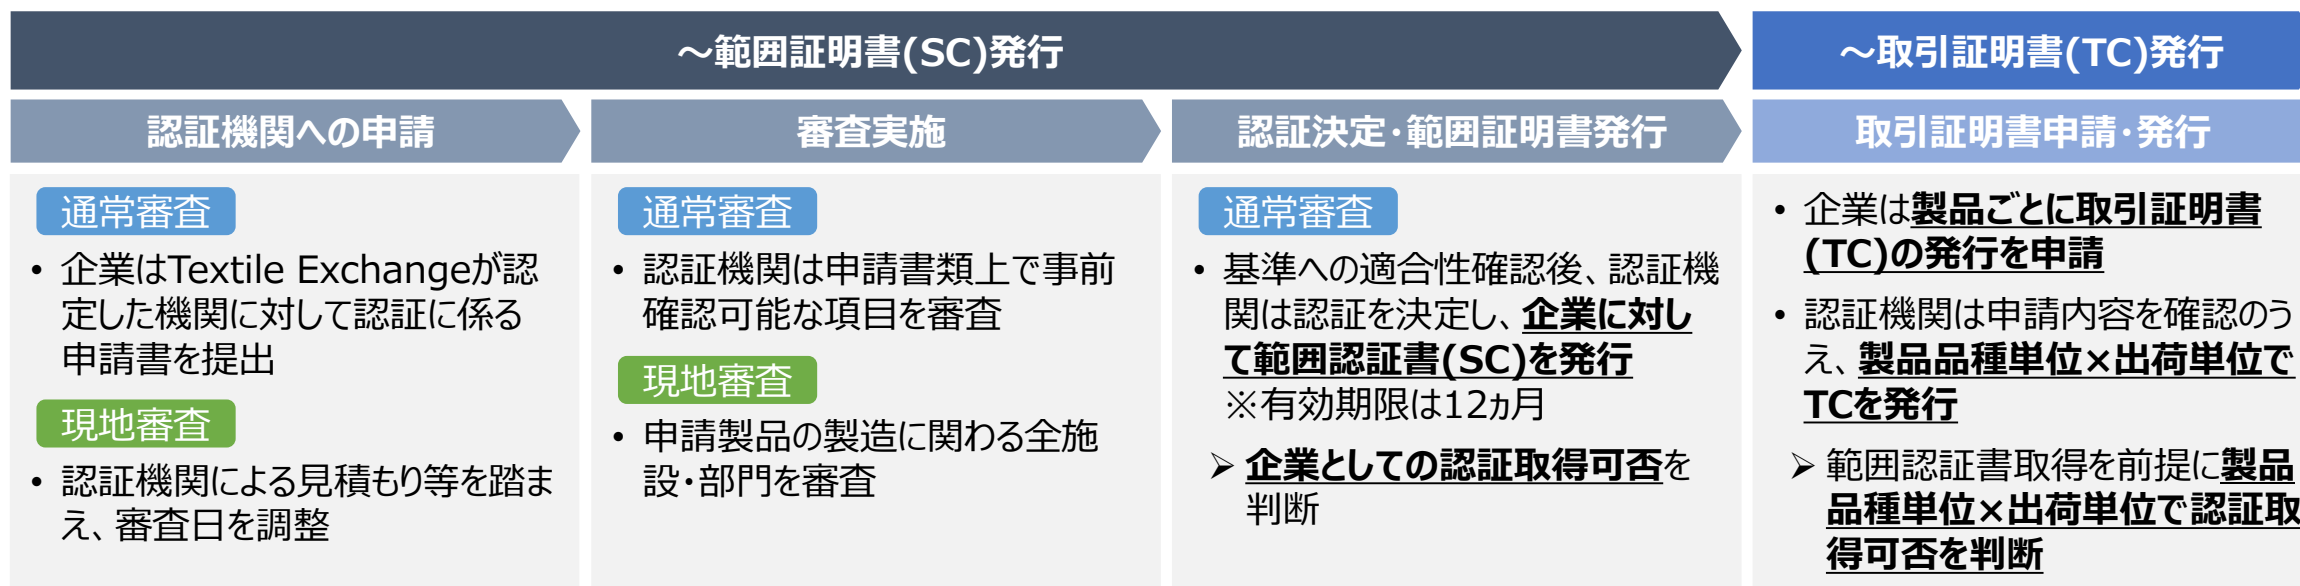 ～範囲証明書(SC)発行
～取引証明書(TC)発行
認証機関への申請
審査実施
認証決定・範囲証明書発行
取引証明書申請・発行
通常審査
• 企業はTextile Exchangeが認
定した機関に対して認証に係る
申請書を提出
現地審査
• 認証機関による見積もり等を踏ま
え、審査日を調整
通常審査
• 認証機関は申請書類上で事前
確認可能な項目を審査
現地審査
• 申請製品の製造に関わる全施
設・部門を審査
通常審査
• 基準への適合性確認後、認証機
関は認証を決定し、企業に対し
て範囲認証書(SC)を発行
※有効期限は12ヵ月
➢ 企業としての認証取得可否を
判断
• 企業は製品ごとに取引証明書
(TC)の発行を申請
• 認証機関は申請内容を確認のう
え、製品品種単位×出荷単位で
TCを発行
➢ 範囲認証書取得を前提に製品
品種単位×出荷単位で認証取
得可否を判断